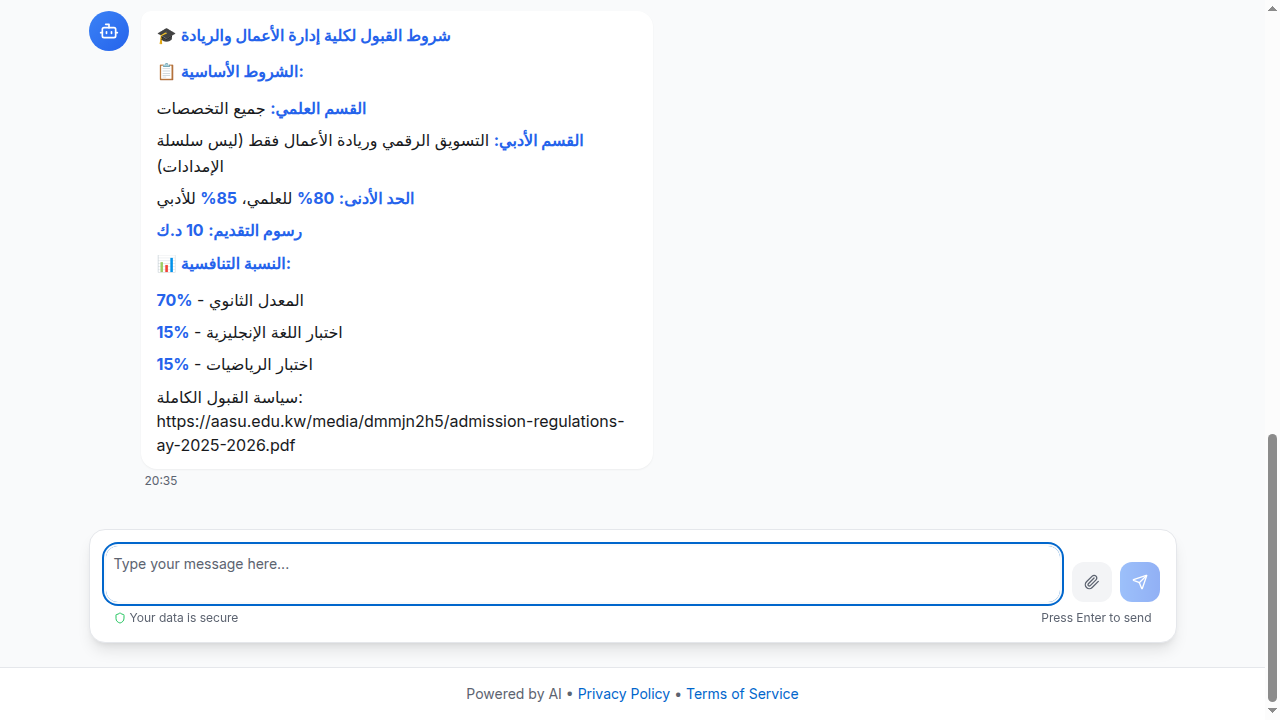 🎓 شروط القبول لكلية إدارة الأعمال والريادة
📋 الشروط الأساسية:
القسم العلمي: جميع التخصصات
القسم الأدبي: التسويق الرقمي وريادة الأعمال فقط (ليس سلسلة
الإمدادات)
الحد الأدنى: 80% للعلمي، 85% للأدبي
رسوم التقديم: 10 د.ك
📊 النسبة التنافسية:
المعدل الثانوي - 70%
اختبار اللغة الإنجليزية - 15%
اختبار الرياضيات - 15%
سياسة القبول الكاملة:
https://aasu.edu.kw/media/dmmjn2h5/admission-regulations-
ay-2025-2026.pdf
20:35
Type your message here...
Your data is secure
Press Enter to send
Powered by AI • Privacy Policy • Terms of Service